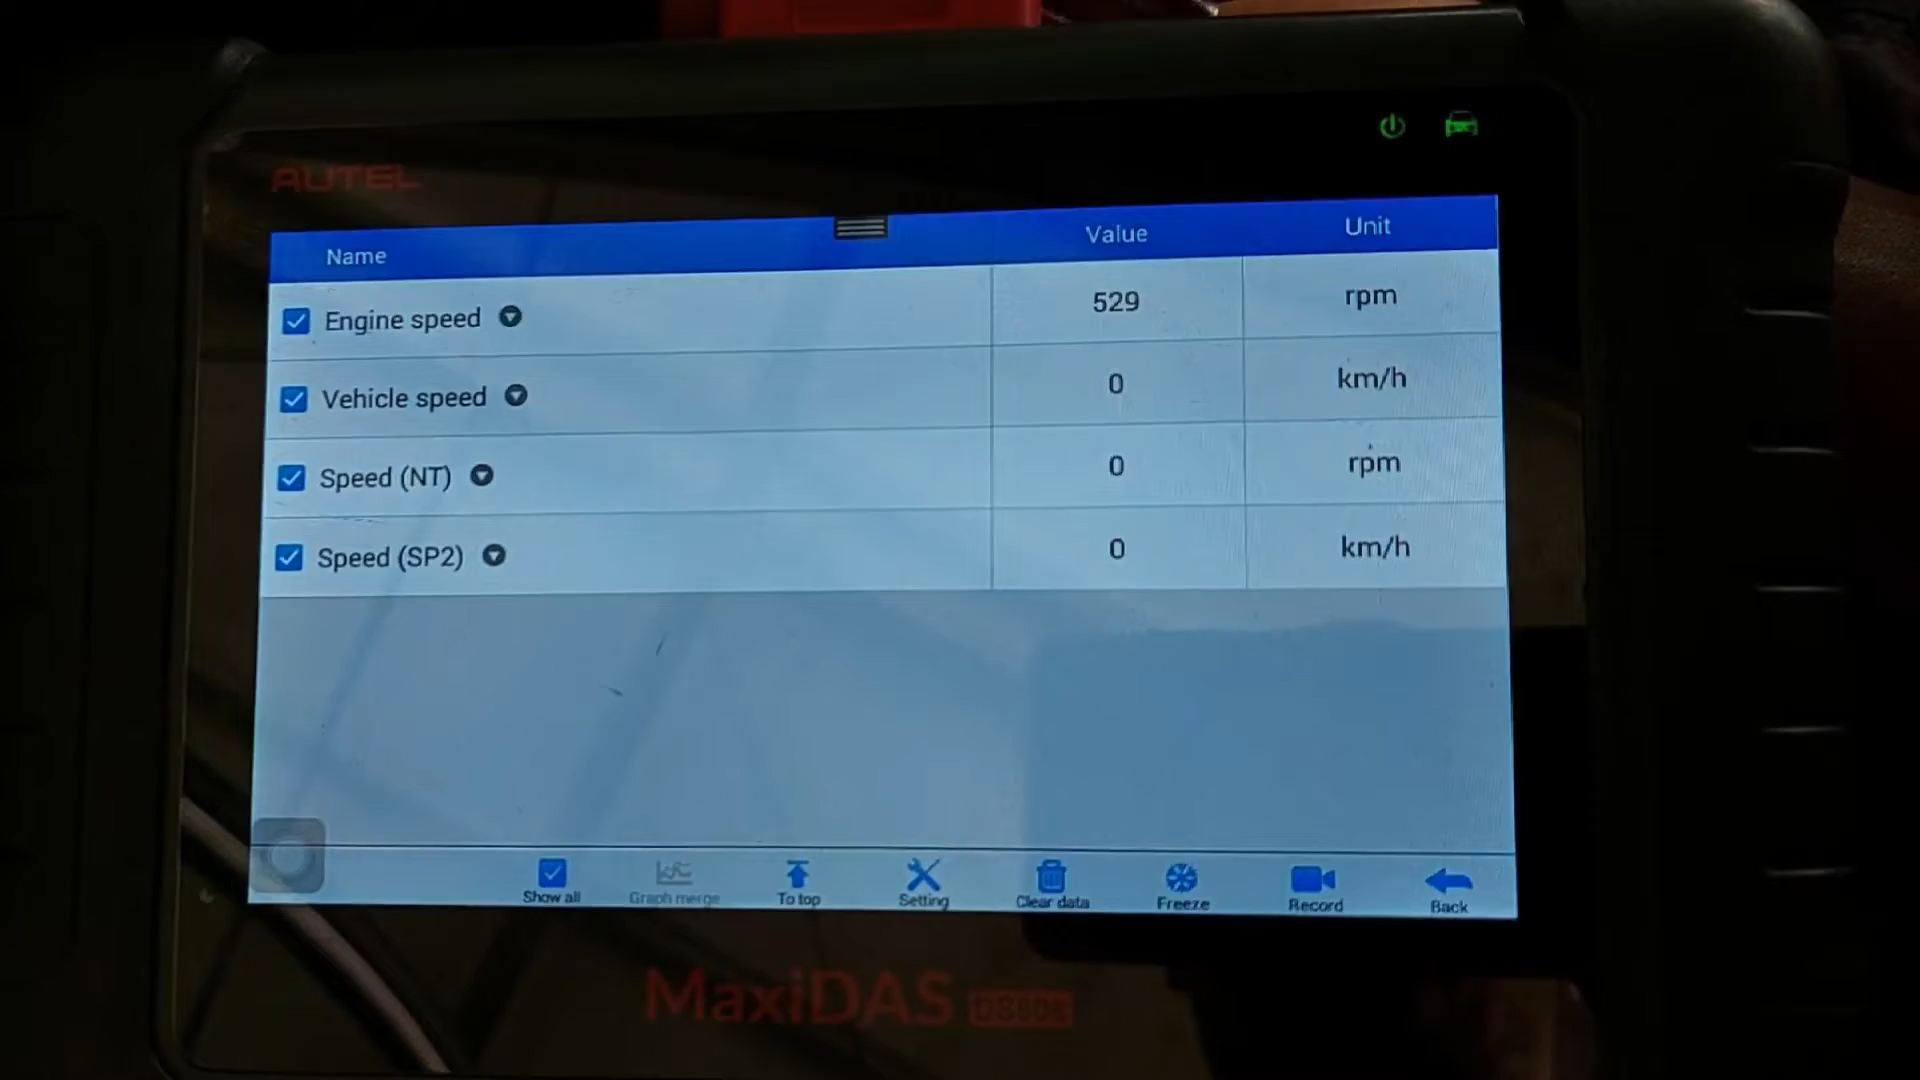 AUTEL
Name Value Unit
Engine speed 529 rpm
Vehicle speed 0 km/h
Speed (NT) 0 rpm
Speed (SP2) 0 km/h
Show all Graph merge To top Setting Clear data Freeze Record Back
MaxiDAS